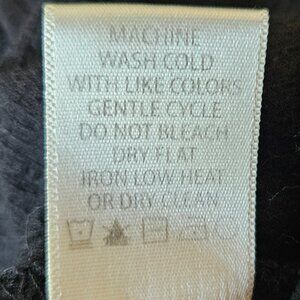 MACHINE
WASH COLD
WITH LIKE COLORS
GENTLE CYCLE
DO NOT BLEACH
DRY FLAT
IRON LOW HEAT
OR DRY CLEAN